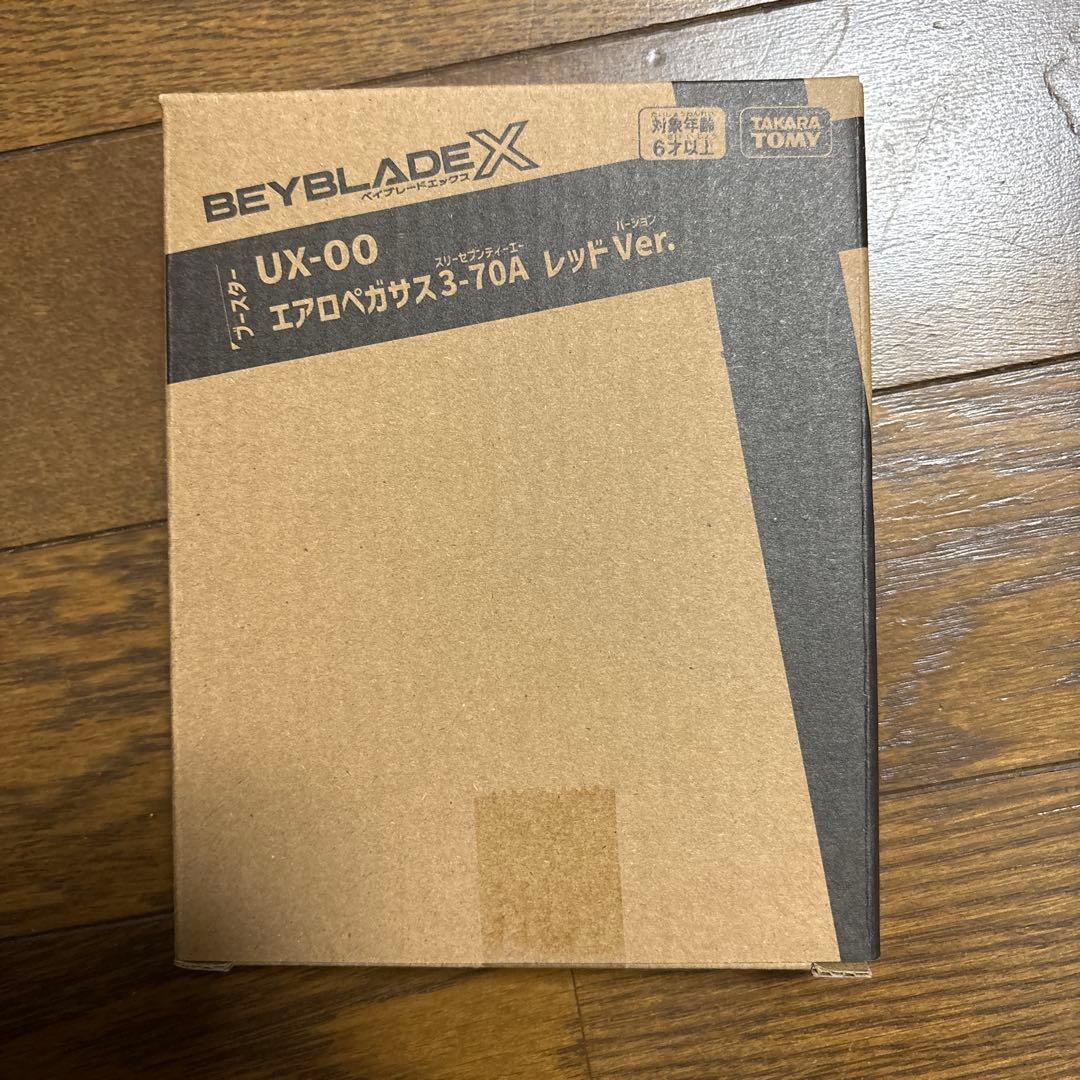 BEYBLADE X
ベイブレードエックス
対象年齢
6才以上
TAKARA
TOMY
ブースター
UX-00
スリーセブンティーエー
バージョン
エアロペガサス3-70A レッドVer.